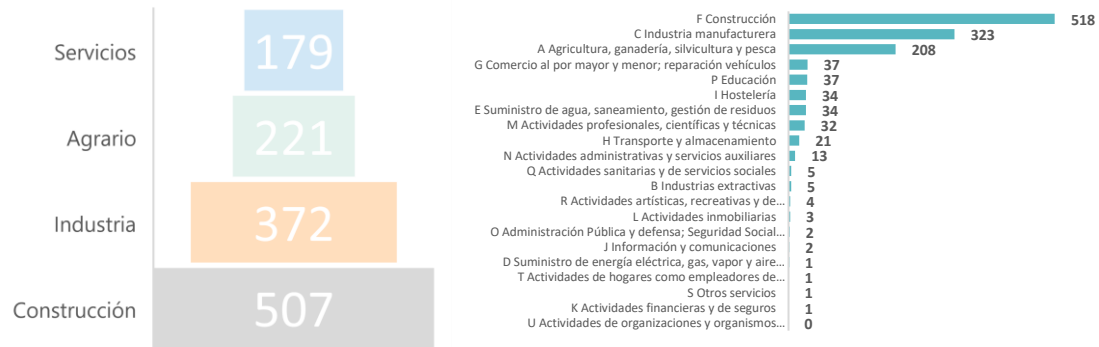 Servicios
179
Agrario
221
Industria
372
Construcción
507
F Construcción 518
C Industria manufacturera 323
A Agricultura, ganadería, silvicultura y pesca 208
G Comercio al por mayor y menor; reparación vehículos 37
P Educación 37
I Hostelería 34
E Suministro de agua, saneamiento, gestión de residuos 34
M Actividades profesionales, científicas y técnicas 32
H Transporte y almacenamiento 21
N Actividades administrativas y servicios auxiliares 13
Q Actividades sanitarias y de servicios sociales 5
B Industrias extractivas 5
R Actividades artísticas, recreativas y de... 4
L Actividades inmobiliarias 3
O Administración Pública y defensa; Seguridad Social... 2
J Información y comunicaciones 2
D Suministro de energía eléctrica, gas, vapor y aire... 1
T Actividades de hogares como empleadores de... 1
S Otros servicios 1
K Actividades financieras y de seguros 1
U Actividades de organizaciones y organismos... 0